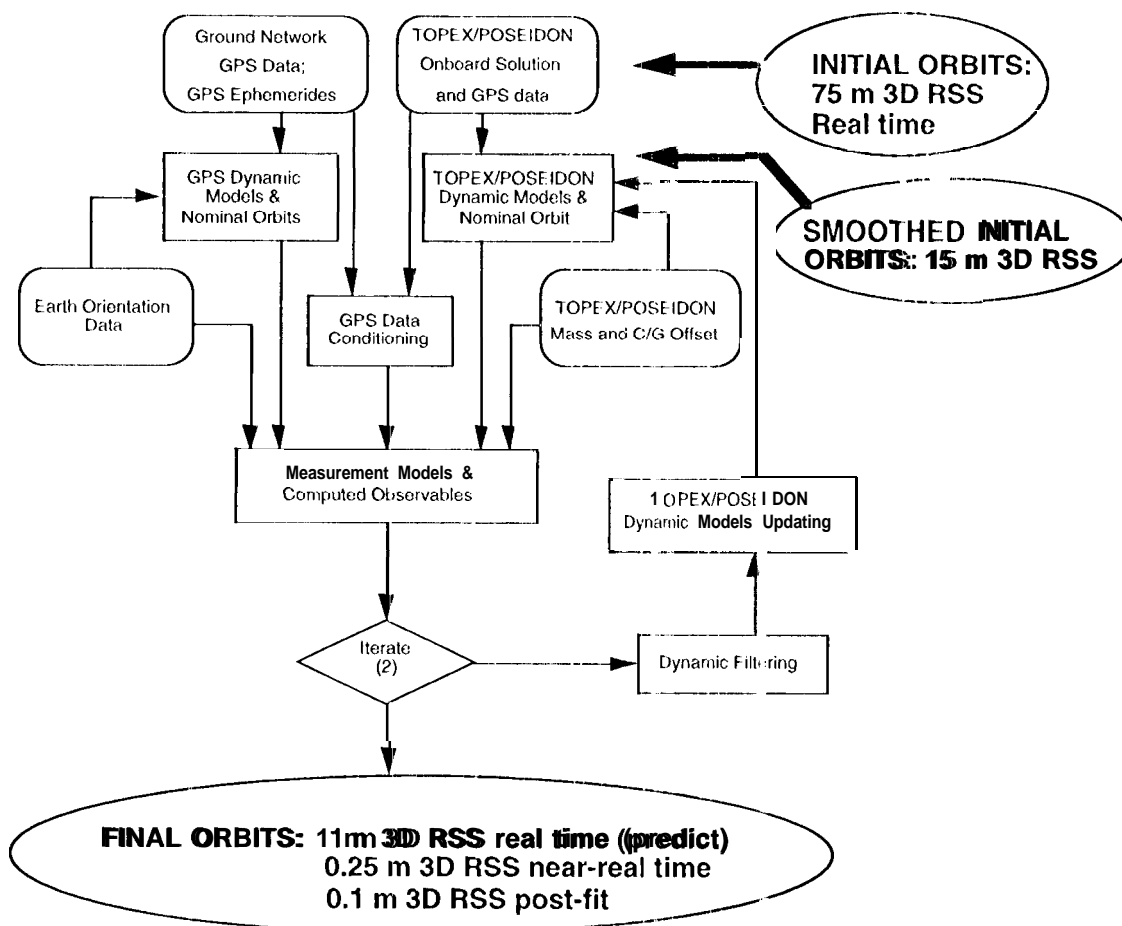 Ground Network
GPS Data;
GPS Ephemerides
TOPEX/POSEIDON
Onboard Solution
and GPS data
INITIAL ORBITS:
75 m 3D RSS
Real time
GPS Dynamic
Models &
Nominal Orbits
TOPEX/POSEIDON
Dynamic Models &
Nominal Orbit
SMOOTHED INITIAL
ORBITS: 15 m 3D RSS
Earth Orientation
Data
GPS Data
Conditioning
TOPEX/POSEIDON
Mass and C/G Offset
Measurement Models &
Computed Observables
1 OPEX/POSEI DON
Dynamic Models Updating
Iterate
(2)
Dynamic Filtering
FINAL ORBITS: 3D RSS real time (predict)
0.25 m 3D RSS near-real time
0.1 m 3D RSS post-fit